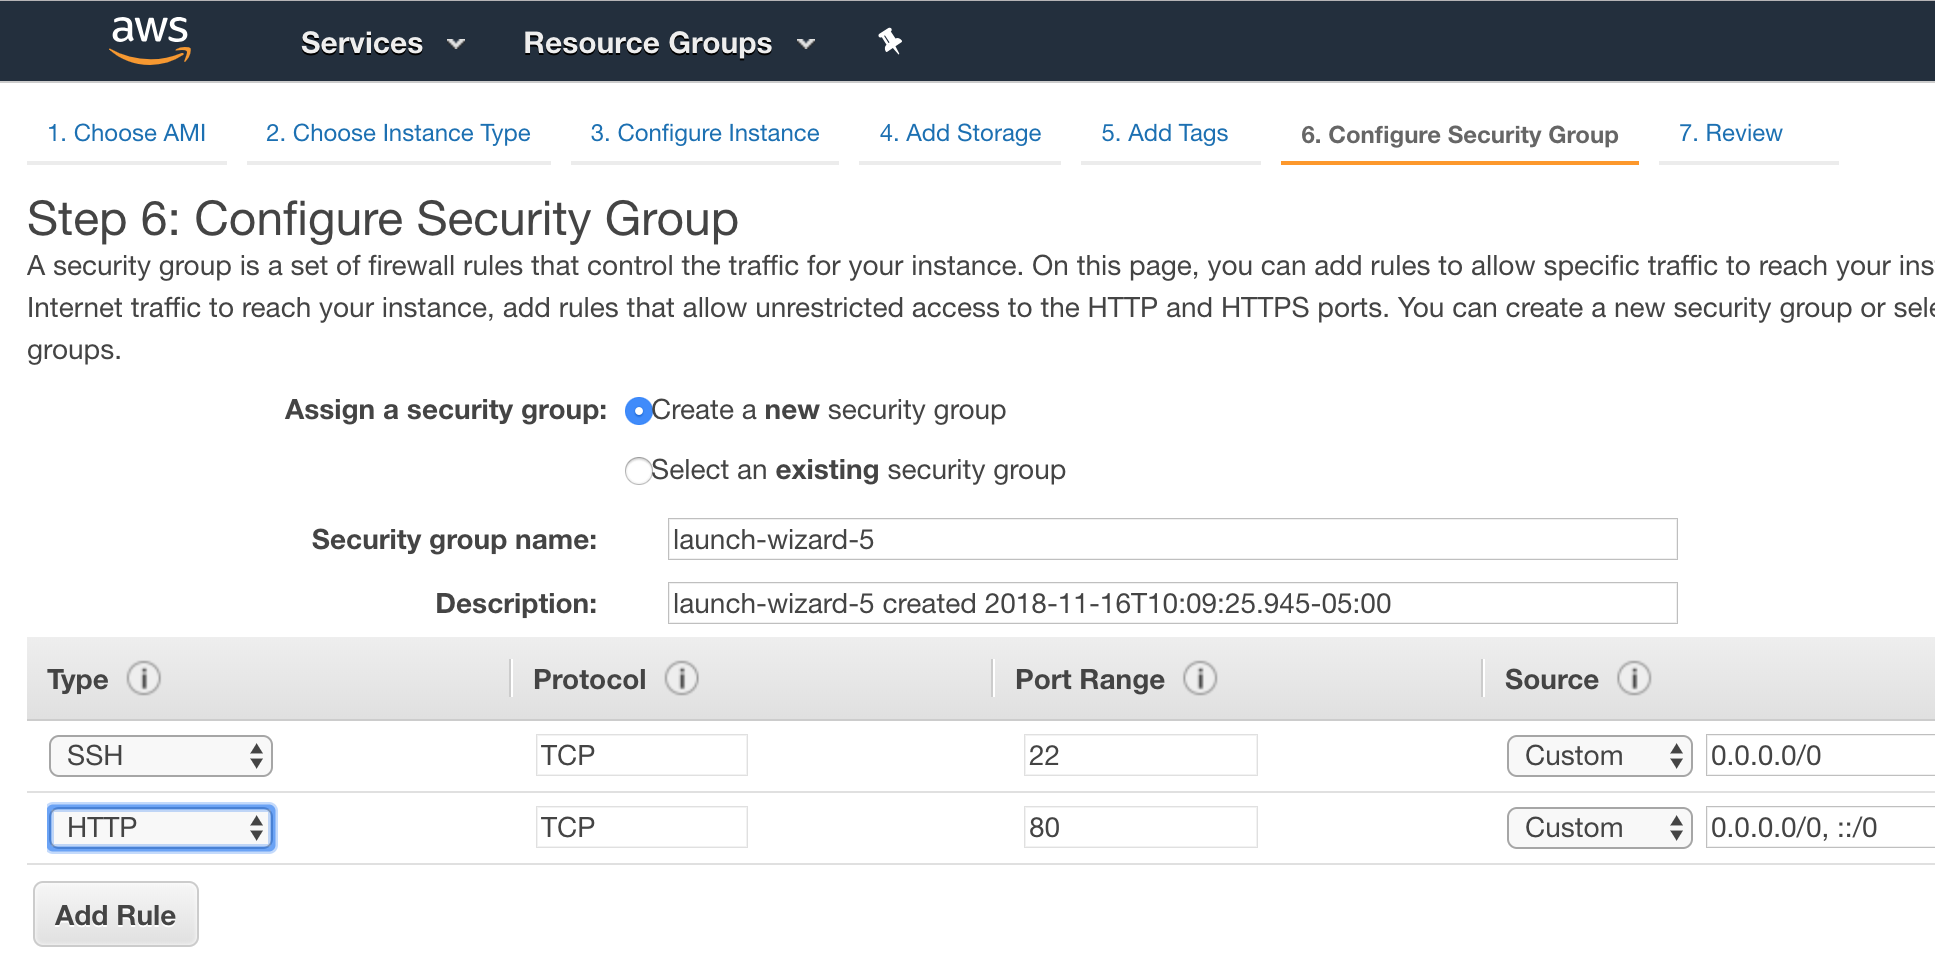 aws Services Resource Groups
1. Choose AMI 2. Choose Instance Type 3. Configure Instance 4. Add Storage 5. Add Tags 6. Configure Security Group 7. Review
Step 6: Configure Security Group
A security group is a set of firewall rules that control the traffic for your instance. On this page, you can add rules to allow specific traffic to reach your ins
Internet traffic to reach your instance, add rules that allow unrestricted access to the HTTP and HTTPS ports. You can create a new security group or sele
groups.
Assign a security group: Create a new security group
Select an existing security group
Security group name: launch-wizard-5
Description: launch-wizard-5 created 2018-11-16T10:09:25.945-05:00
Type i Protocol i Port Range i Source i
SSH TCP 22 Custom 0.0.0.0/0
HTTP TCP 80 Custom 0.0.0.0/0, ::/0
Add Rule